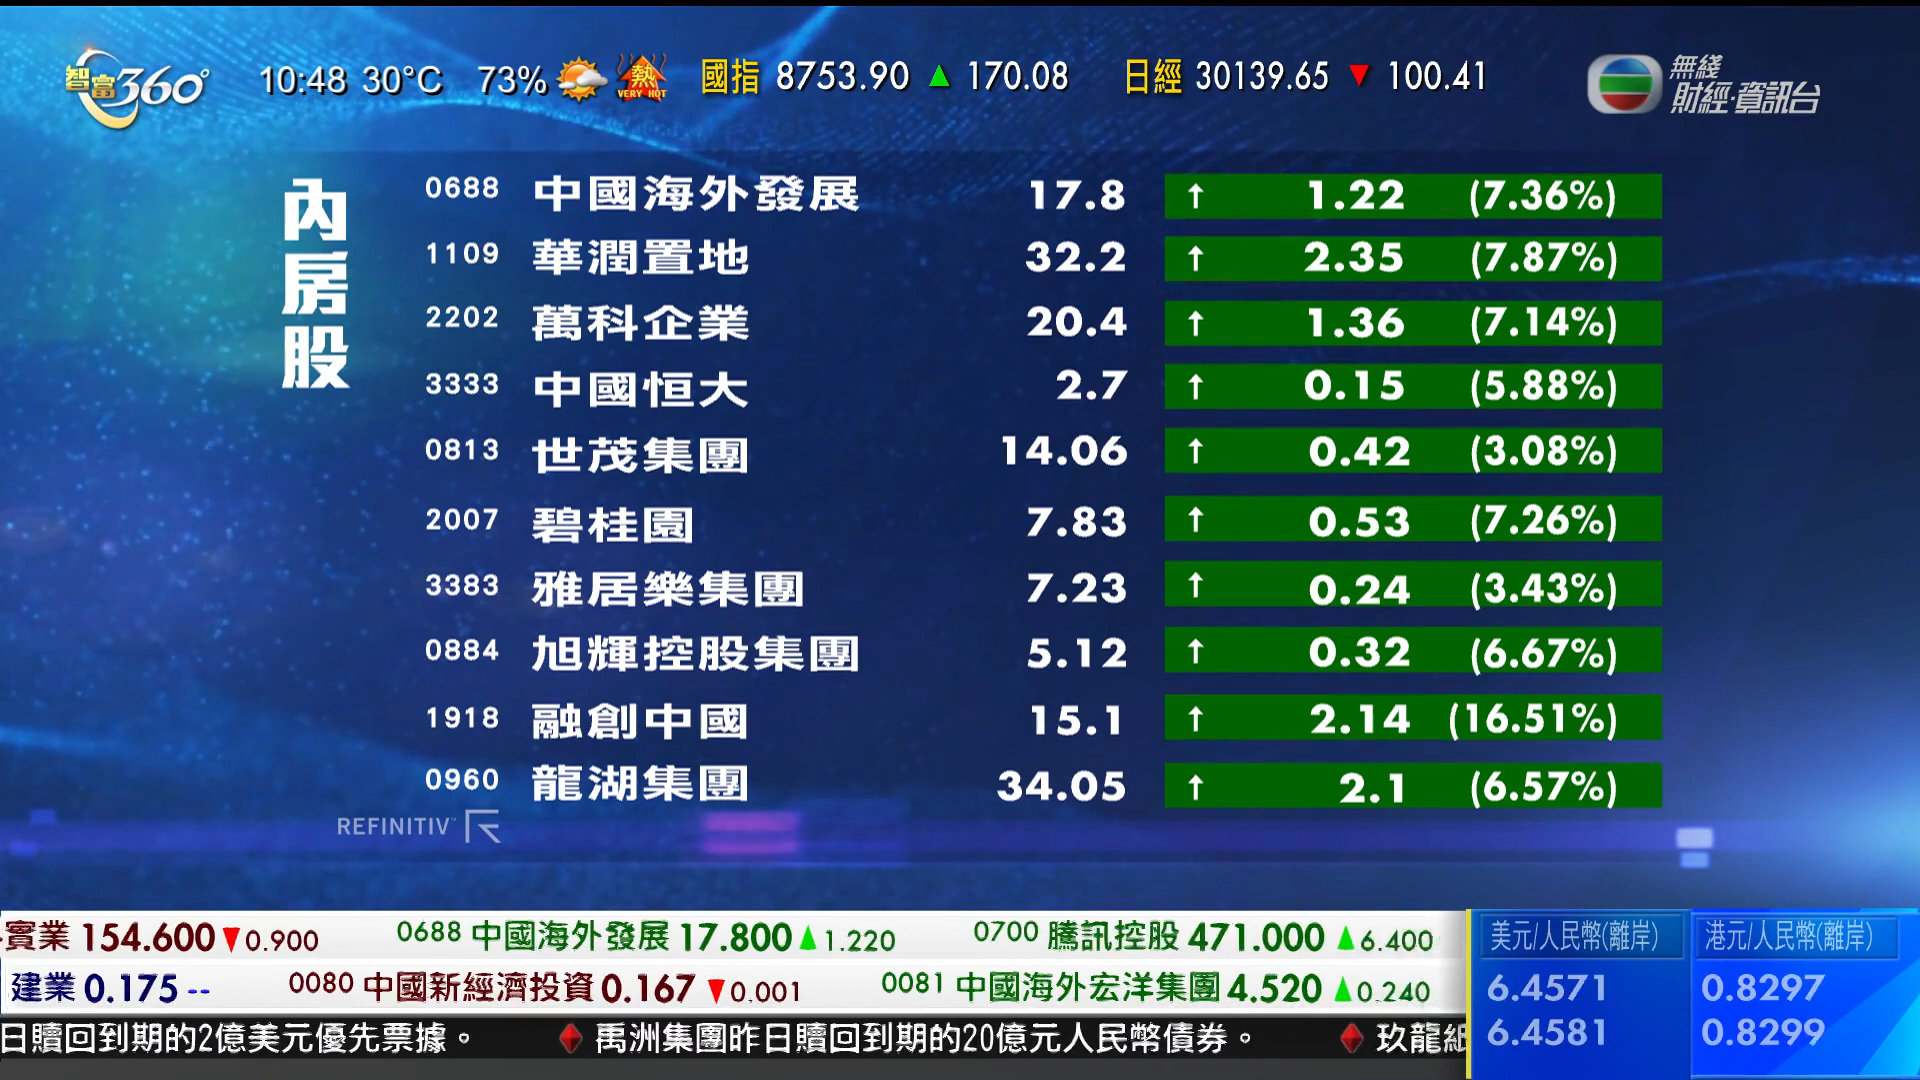 智富360°
10:48 30°C 73% 熱 VERY HOT 國指 8753.90 ▲ 170.08 日經 30139.65 ▼ 100.41
無綫
財經·資訊台
內房股
0688 中國海外發展 17.8 ↑ 1.22 (7.36%)
1109 華潤置地 32.2 ↑ 2.35 (7.87%)
2202 萬科企業 20.4 ↑ 1.36 (7.14%)
3333 中國恒大 2.7 ↑ 0.15 (5.88%)
0813 世茂集團 14.06 ↑ 0.42 (3.08%)
2007 碧桂園 7.83 ↑ 0.53 (7.26%)
3383 雅居樂集團 7.23 ↑ 0.24 (3.43%)
0884 旭輝控股集團 5.12 ↑ 0.32 (6.67%)
1918 融創中國 15.1 ↑ 2.14 (16.51%)
0960 龍湖集團 34.05 ↑ 2.1 (6.57%)
REFINITIV
實業 154.600 ▼ 0.900 0688 中國海外發展 17.800 ▲ 1.220 0700 騰訊控股 471.000 ▲ 6.400
建業 0.175 -- 0080 中國新經濟投資 0.167 ▼ 0.001 0081 中國海外宏洋集團 4.520 ▲ 0.240
日贖回到期的2億美元優先票據。 ♦ 禹洲集團昨日贖回到期的20億元人民幣債券。 ♦ 玖龍紙
美元/人民幣(離岸)
6.4571
6.4581
港元/人民幣(離岸)
0.8297
0.8299